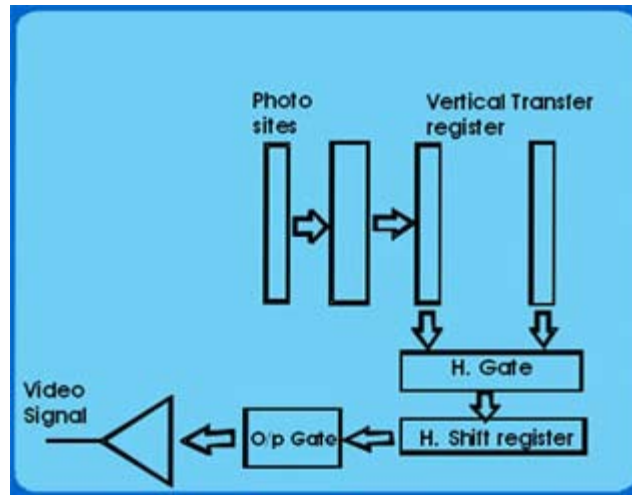 Photo
sites
Vertical Transfer
register
H. Gate
Video
Signal
O/p Gate
H. Shift register